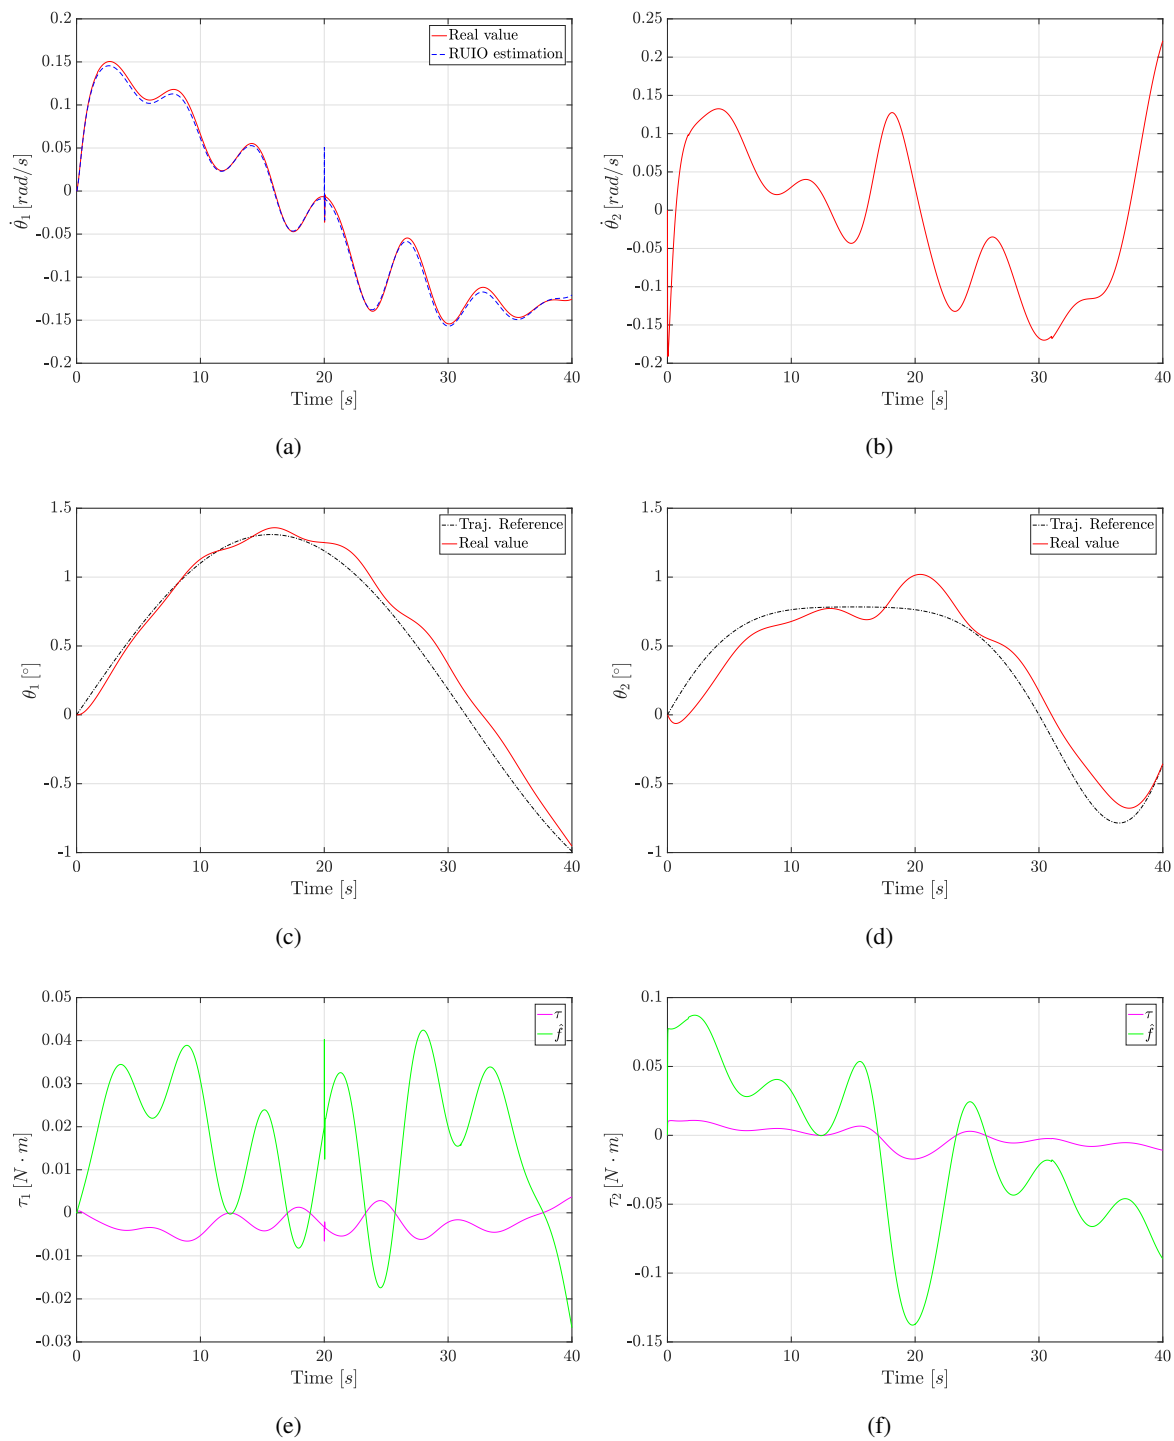 0.2
0.15
0.1
0.05
0
-0.05
-0.1
-0.15
-0.2
0 10 20 30 40
θ̇₁ [rad/s]
Time [s]
Real value
RUIO estimation
(a)
0.25
0.2
0.15
0.1
0.05
0
-0.05
-0.1
-0.15
-0.2
0 10 20 30 40
θ̇₂ [rad/s]
Time [s]
(b)
1.5
1
0.5
0
-0.5
-1
0 10 20 30 40
θ₁ [°]
Time [s]
Traj. Reference
Real value
(c)
1.5
1
0.5
0
-0.5
-1
0 10 20 30 40
θ₂ [°]
Time [s]
Traj. Reference
Real value
(d)
0.05
0.04
0.03
0.02
0.01
0
-0.01
-0.02
-0.03
0 10 20 30 40
τ₁ [N · m]
Time [s]
τ
f̂
(e)
0.1
0.05
0
-0.05
-0.1
-0.15
0 10 20 30 40
τ₂ [N · m]
Time [s]
τ
f̂
(f)